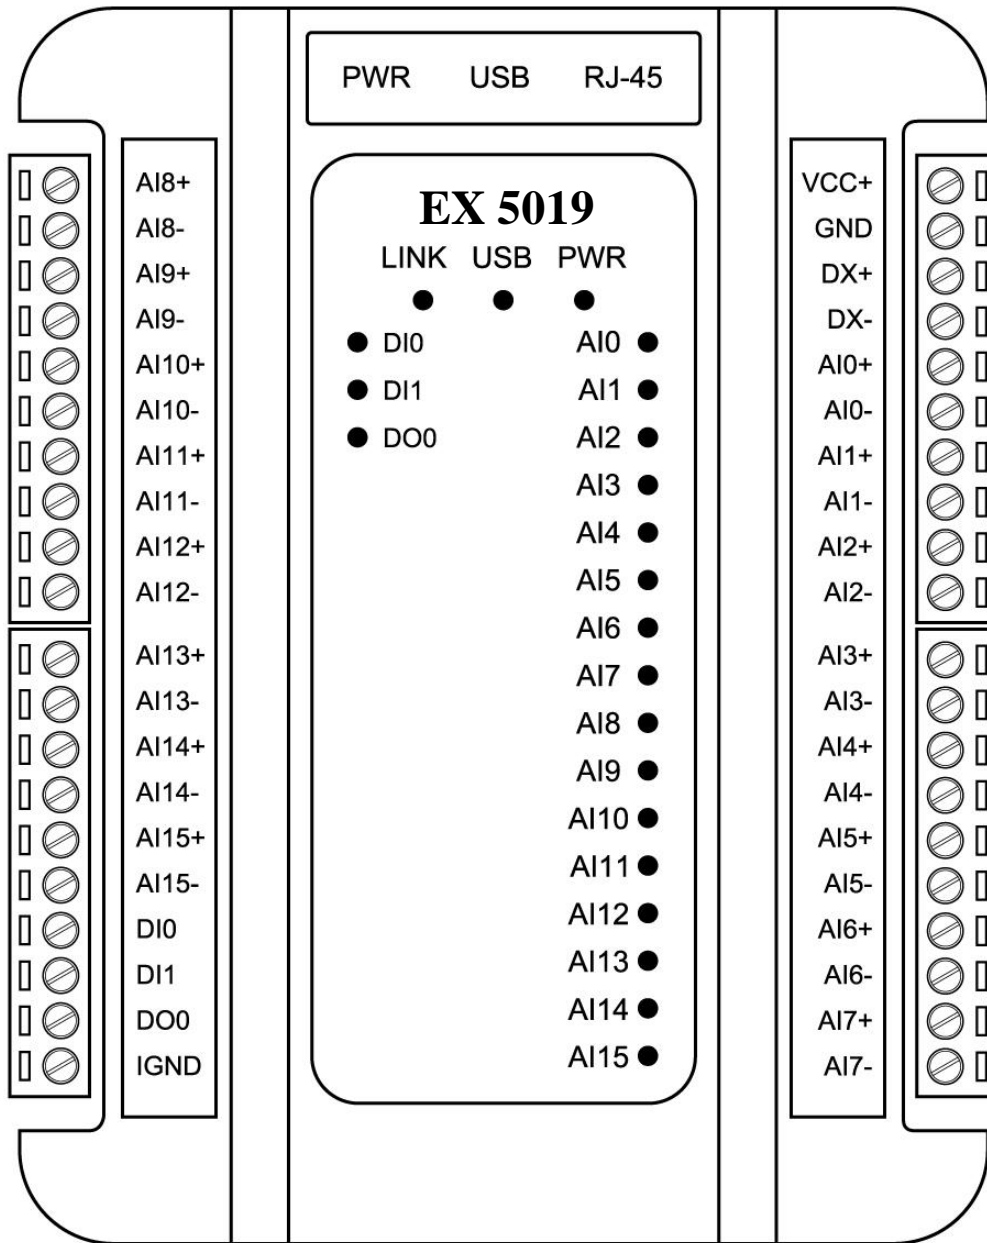 PWR USB RJ-45
EX 5019
LINK USB PWR
DI0 AI0
DI1 AI1
DO0 AI2
AI3
AI4
AI5
AI6
AI7
AI8
AI9
AI10
AI11
AI12
AI13
AI14
AI15
AI8+
AI8-
AI9+
AI9-
AI10+
AI10-
AI11+
AI11-
AI12+
AI12-
AI13+
AI13-
AI14+
AI14-
AI15+
AI15-
DI0
DI1
DO0
IGND
VCC+
GND
DX+
DX-
AI0+
AI0-
AI1+
AI1-
AI2+
AI2-
AI3+
AI3-
AI4+
AI4-
AI5+
AI5-
AI6+
AI6-
AI7+
AI7-